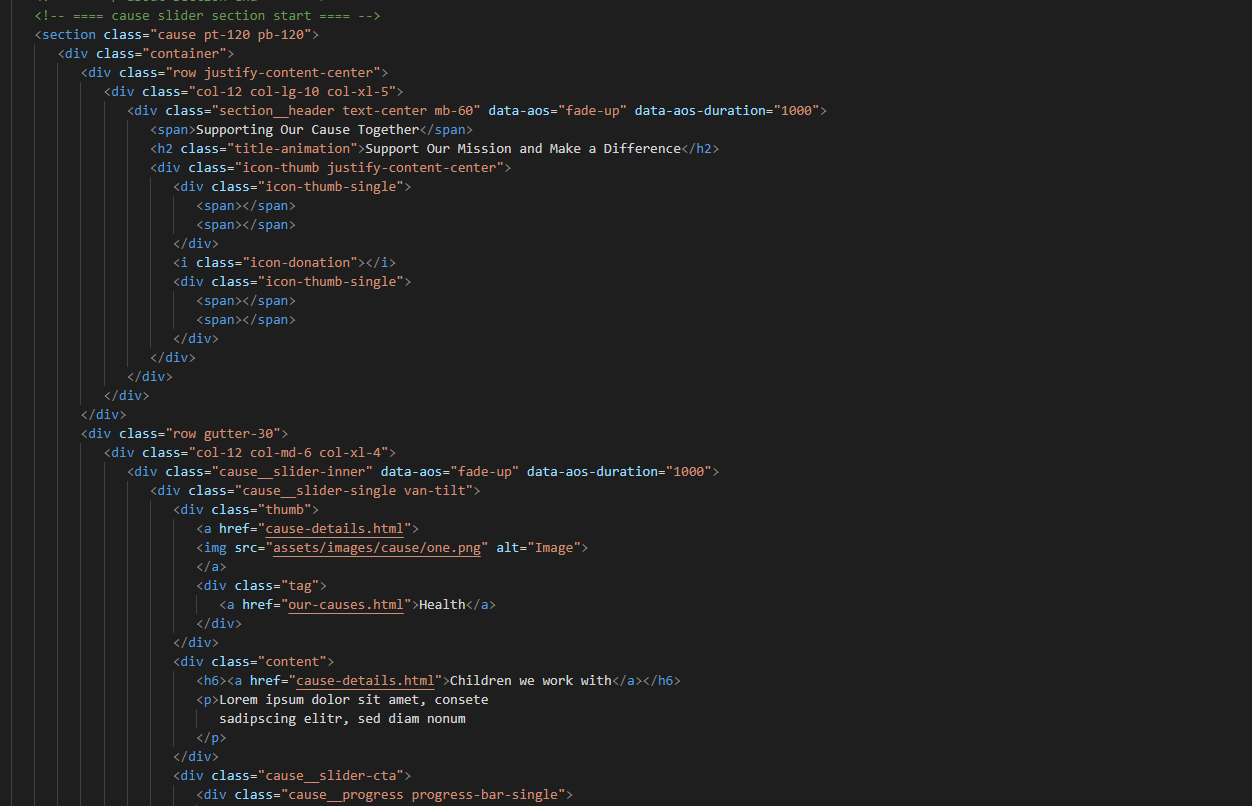 <!-- ==== cause slider section start ==== -->
<section class="cause pt-120 pb-120">
<div class="container">
<div class="row justify-content-center">
<div class="col-12 col-lg-10 col-xl-5">
<div class="section__header text-center mb-60" data-aos="fade-up" data-aos-duration="1000">
<span>Supporting Our Cause Together</span>
<h2 class="title-animation">Support Our Mission and Make a Difference</h2>
<div class="icon-thumb justify-content-center">
<div class="icon-thumb-single">
<span></span>
<span></span>
</div>
<i class="icon-donation"></i>
<div class="icon-thumb-single">
<span></span>
<span></span>
</div>
</div>
</div>
</div>
</div>
<div class="row gutter-30">
<div class="col-12 col-md-6 col-xl-4">
<div class="cause__slider-inner" data-aos="fade-up" data-aos-duration="1000">
<div class="cause__slider-single van-tilt">
<div class="thumb">
<a href="cause-details.html">
<img src="assets/images/cause/one.png" alt="Image">
</a>
<div class="tag">
<a href="our-causes.html">Health</a>
</div>
</div>
<div class="content">
<h6><a href="cause-details.html">Children we work with</a></h6>
<p>Lorem ipsum dolor sit amet, consete
sadipscing elitr, sed diam nonum
</p>
</div>
<div class="cause__slider-cta">
<div class="cause__progress progress-bar-single">